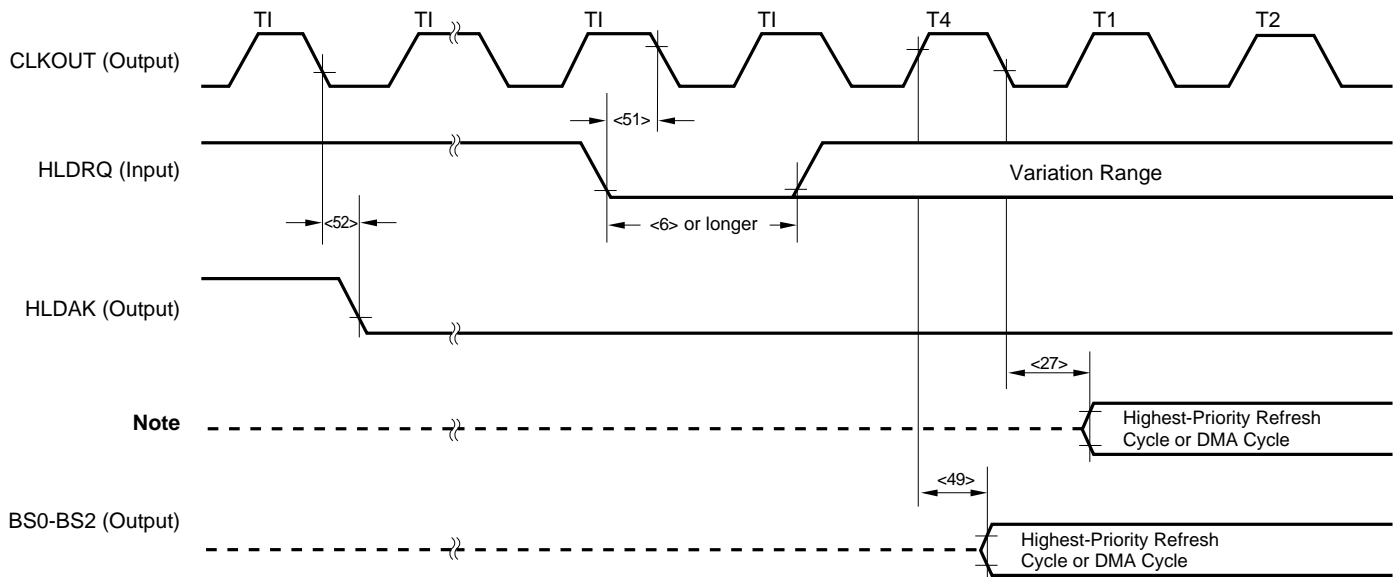 TI TI TI TI T4 T1 T2
CLKOUT (Output)
<51>
HLDRQ (Input)
Variation Range
<52>
<6> or longer
HLDAK (Output)
<27>
Note
Highest-Priority Refresh
Cycle or DMA Cycle
<49>
BS0-BS2 (Output)
Highest-Priority Refresh
Cycle or DMA Cycle